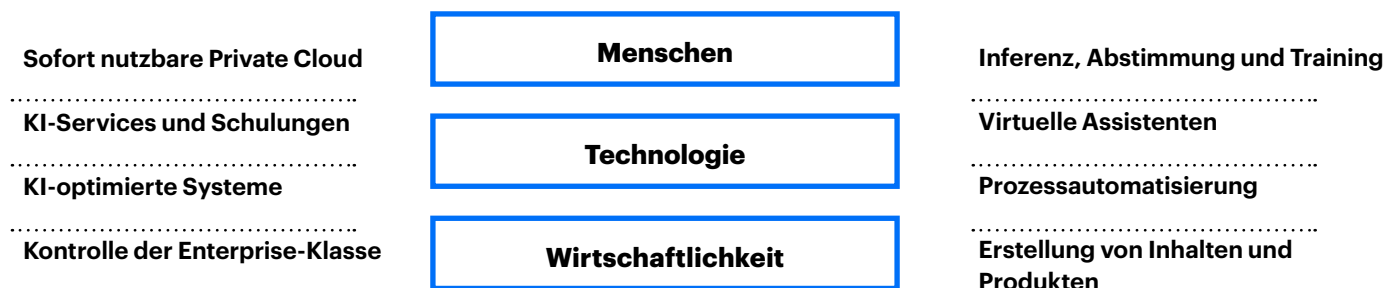 Sofort nutzbare Private Cloud
KI-Services und Schulungen
KI-optimierte Systeme
Kontrolle der Enterprise-Klasse
Menschen
Technologie
Wirtschaftlichkeit
Inferenz, Abstimmung und Training
Virtuelle Assistenten
Prozessautomatisierung
Erstellung von Inhalten und
Produkten